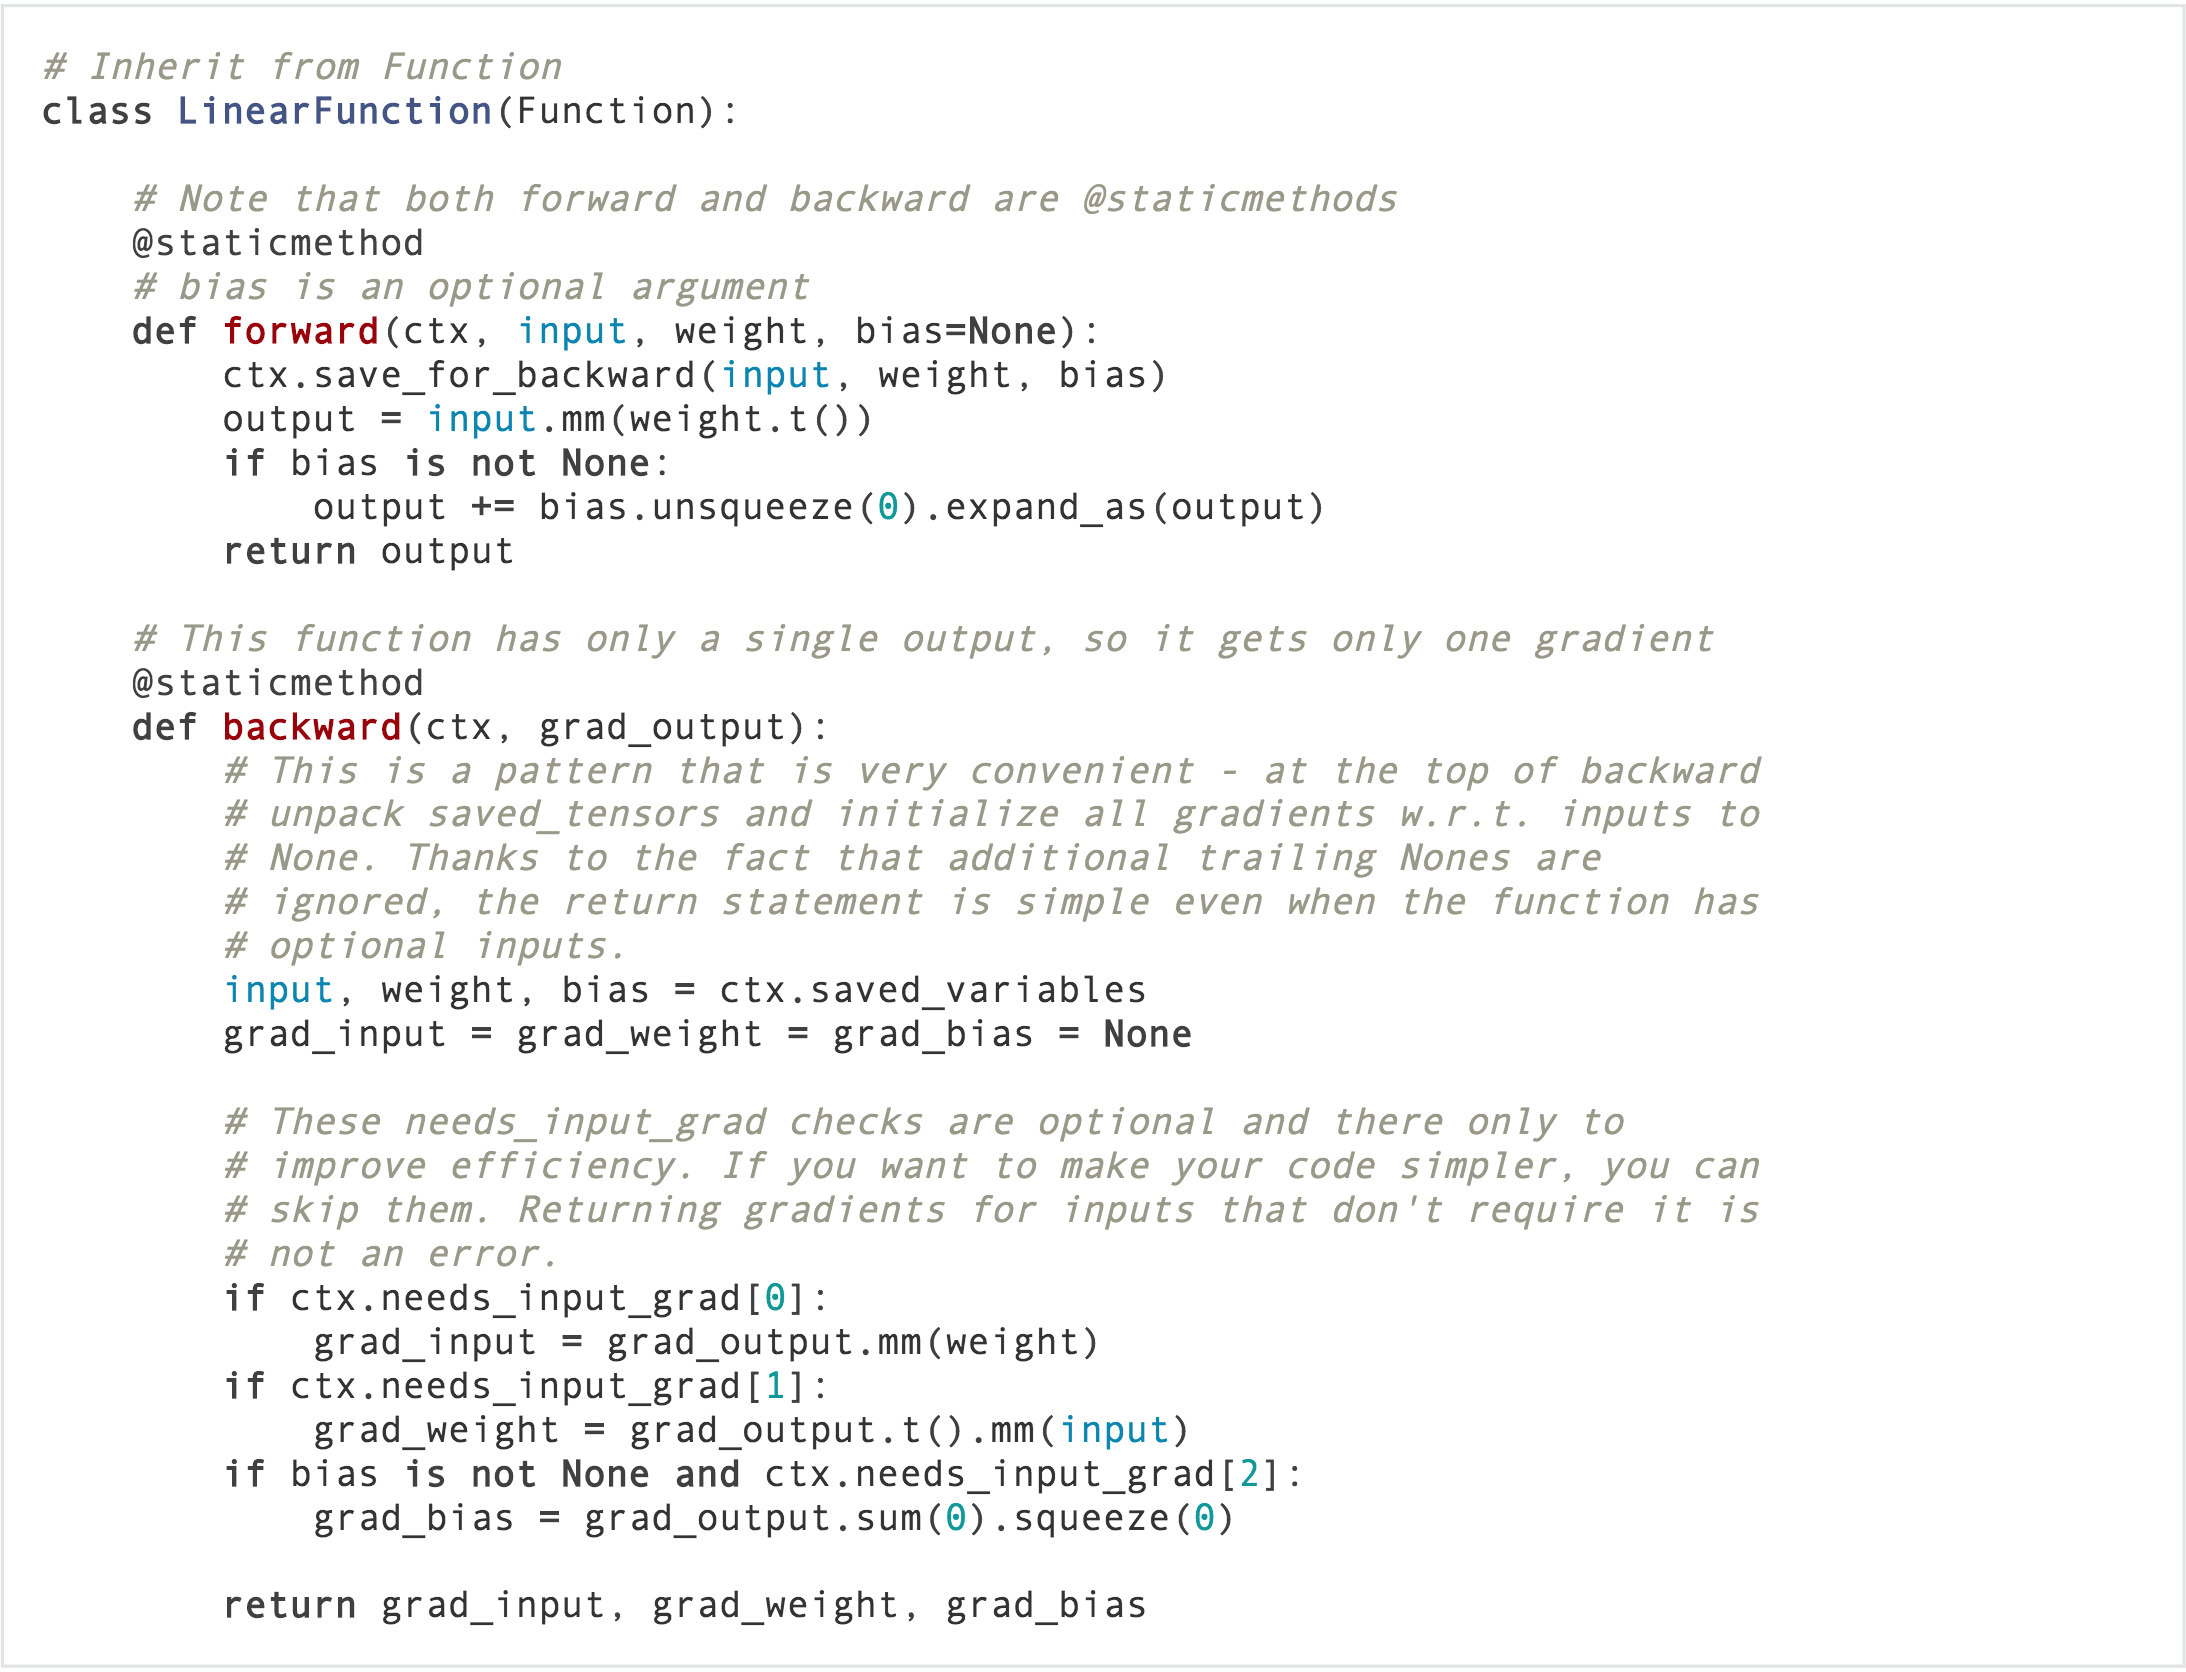 # Inherit from Function
class LinearFunction(Function):

    # Note that both forward and backward are @staticmethods
    @staticmethod
    # bias is an optional argument
    def forward(ctx, input, weight, bias=None):
        ctx.save_for_backward(input, weight, bias)
        output = input.mm(weight.t())
        if bias is not None:
            output += bias.unsqueeze(0).expand_as(output)
        return output

    # This function has only a single output, so it gets only one gradient
    @staticmethod
    def backward(ctx, grad_output):
        # This is a pattern that is very convenient - at the top of backward
        # unpack saved_tensors and initialize all gradients w.r.t. inputs to
        # None. Thanks to the fact that additional trailing Nones are
        # ignored, the return statement is simple even when the function has
        # optional inputs.
        input, weight, bias = ctx.saved_variables
        grad_input = grad_weight = grad_bias = None

        # These needs_input_grad checks are optional and there only to
        # improve efficiency. If you want to make your code simpler, you can
        # skip them. Returning gradients for inputs that don't require it is
        # not an error.
        if ctx.needs_input_grad[0]:
            grad_input = grad_output.mm(weight)
        if ctx.needs_input_grad[1]:
            grad_weight = grad_output.t().mm(input)
        if bias is not None and ctx.needs_input_grad[2]:
            grad_bias = grad_output.sum(0).squeeze(0)

        return grad_input, grad_weight, grad_bias